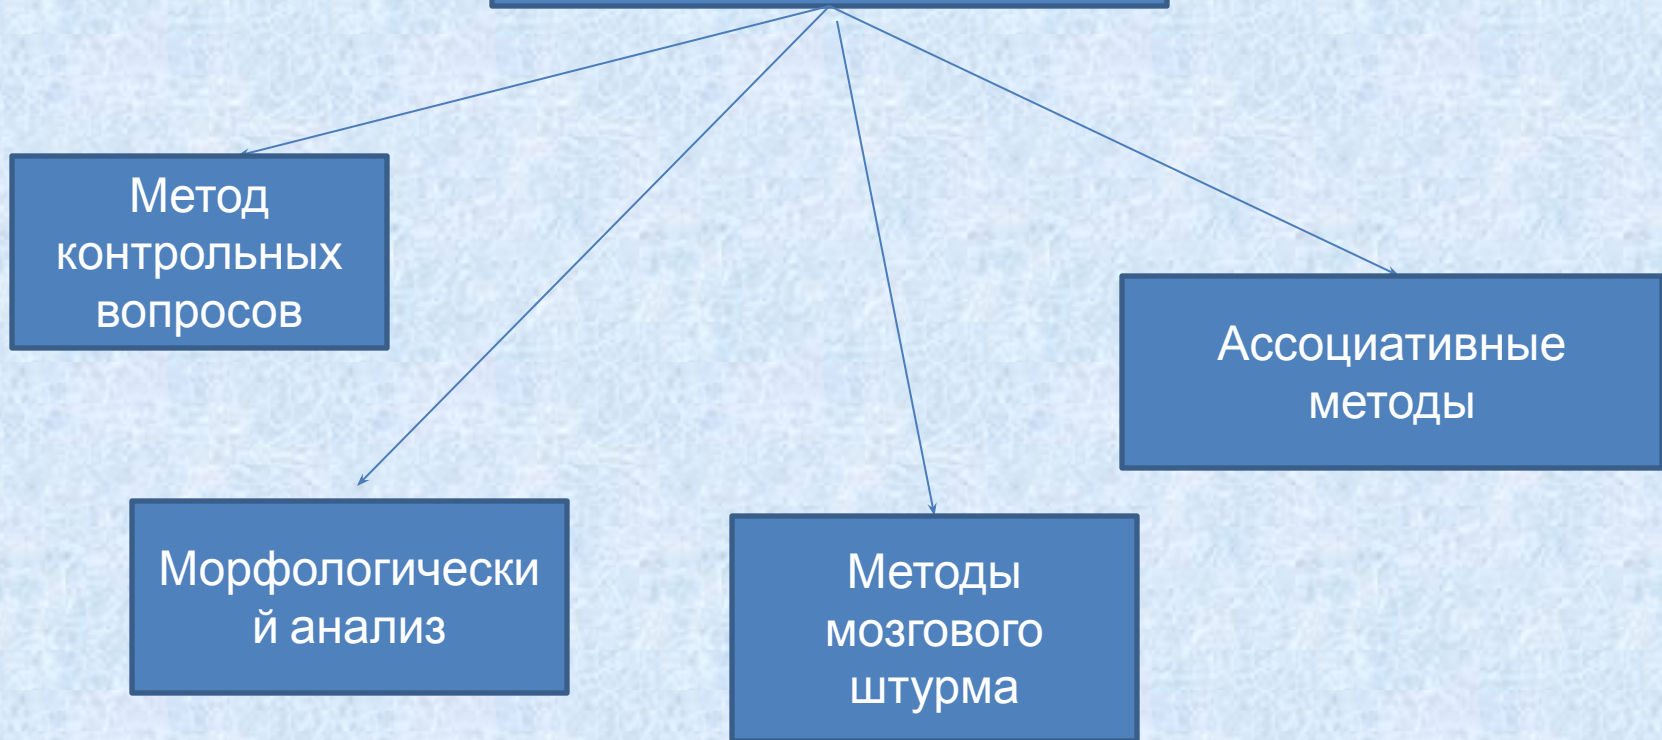 Метод
контрольных
вопросов
Ассоциативные
методы
Морфологически
й анализ
Методы
мозгового
штурма